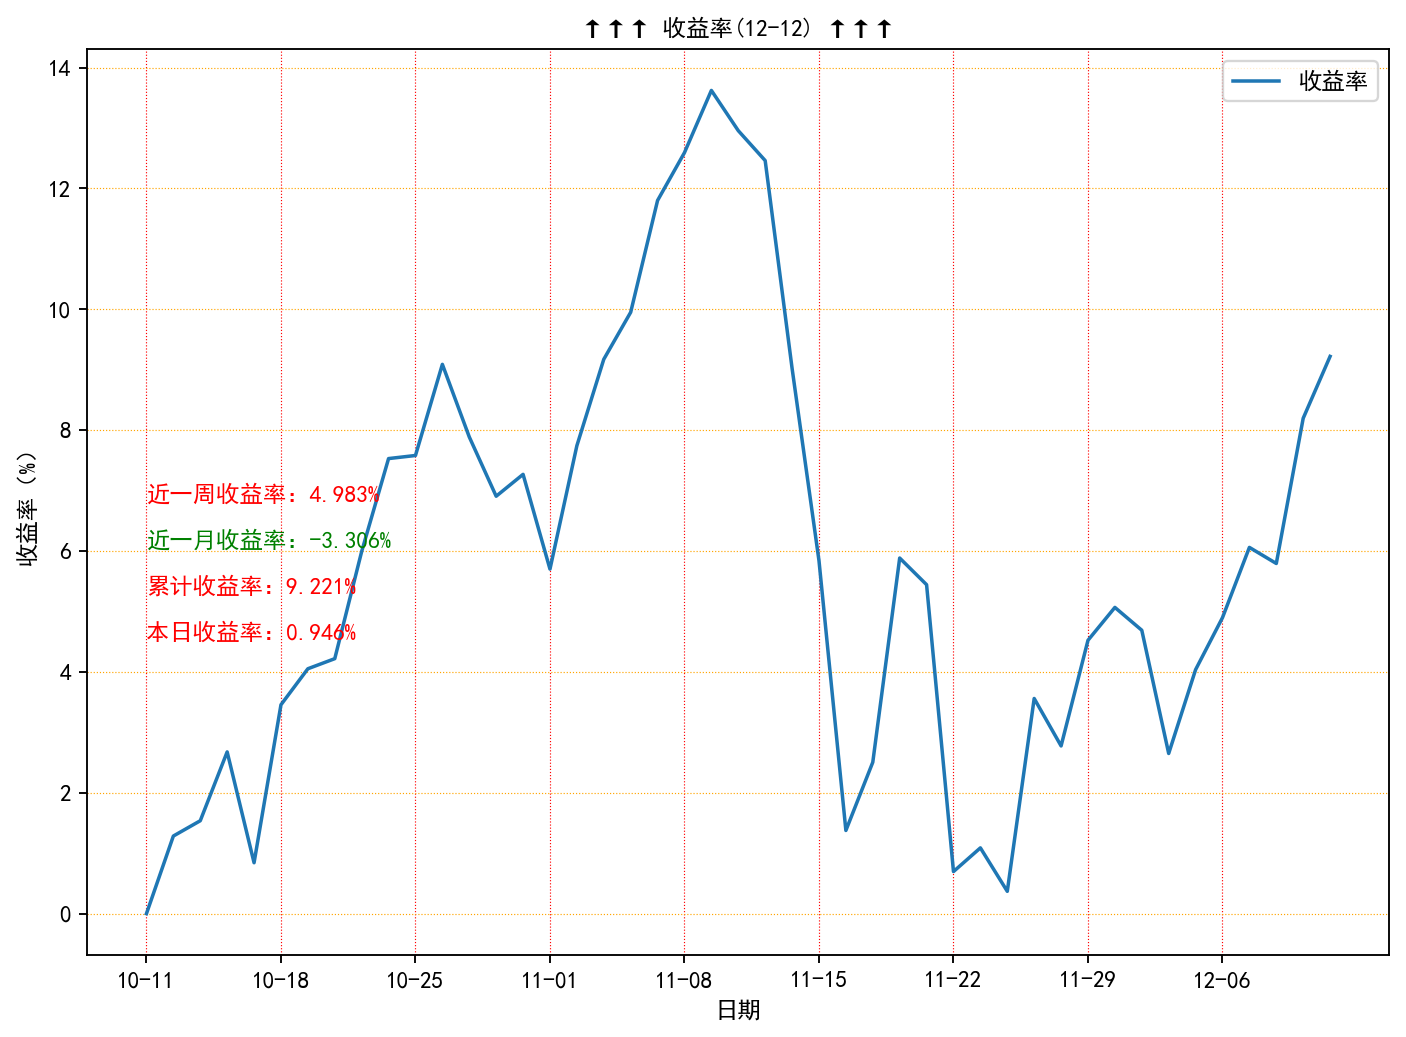 ↑↑↑ 收益率(12-12) ↑↑↑
收益率
14
12
10
8
6
4
2
0
收益率 (%)
近一周收益率: 4.983%
近一月收益率: -3.306%
累计收益率: 9.221%
本日收益率: 0.946%
10-11 10-18 10-25 11-01 11-08 11-15 11-22 11-29 12-06
日期